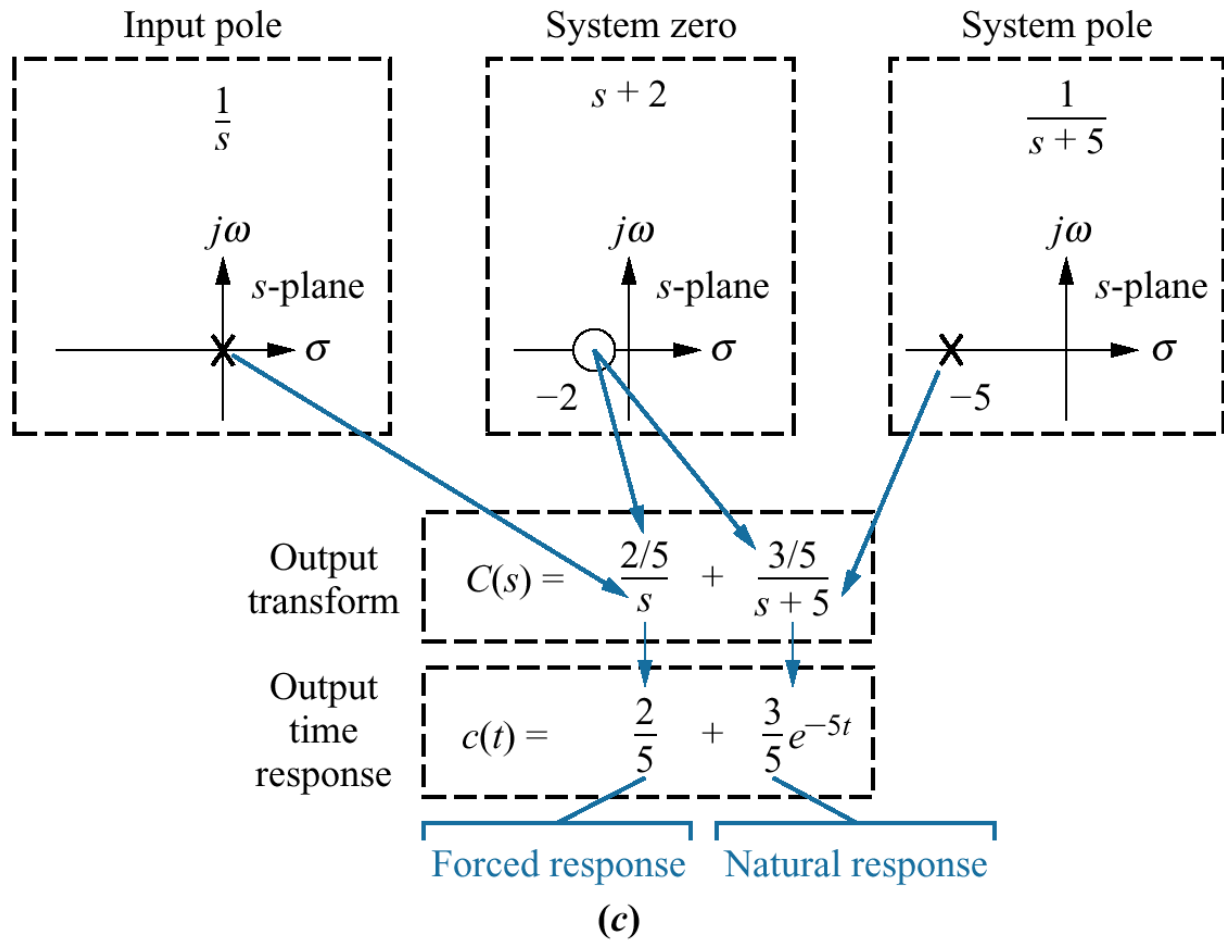 Input pole System zero System pole
1/s s + 2 1/(s + 5)
jω jω jω
s-plane s-plane s-plane
σ σ σ
−2 −5
Output transform
C(s) = 2/5/s + 3/5/(s + 5)
Output time response
c(t) = 2/5 + 3/5 e^−5t
Forced response Natural response
(c)